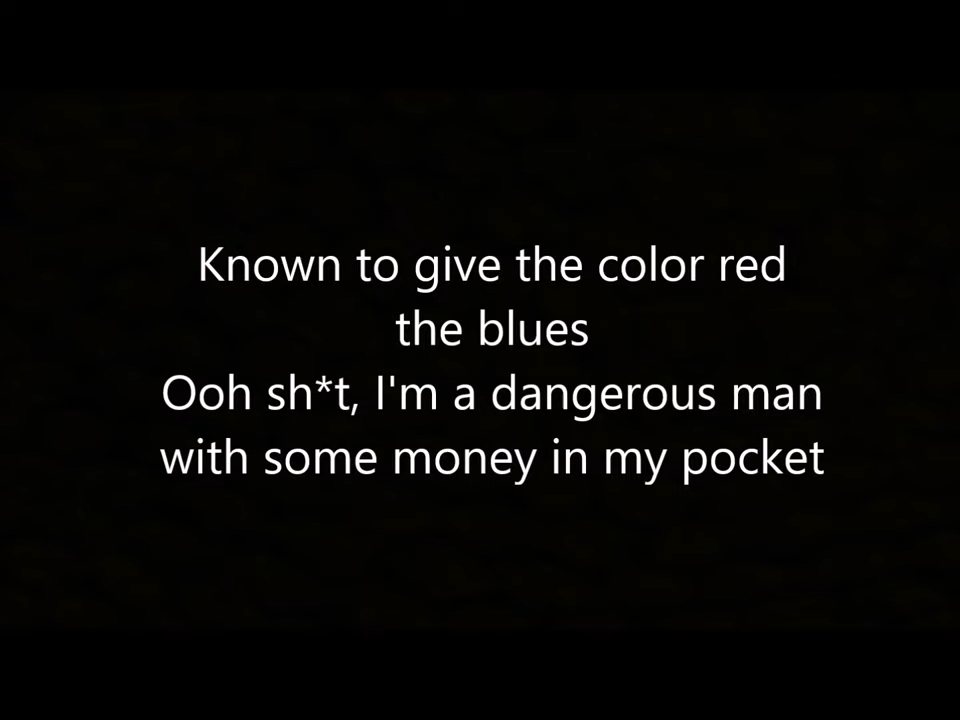 Known to give the color red
the blues
Ooh sh*t, I'm a dangerous man
with some money in my pocket